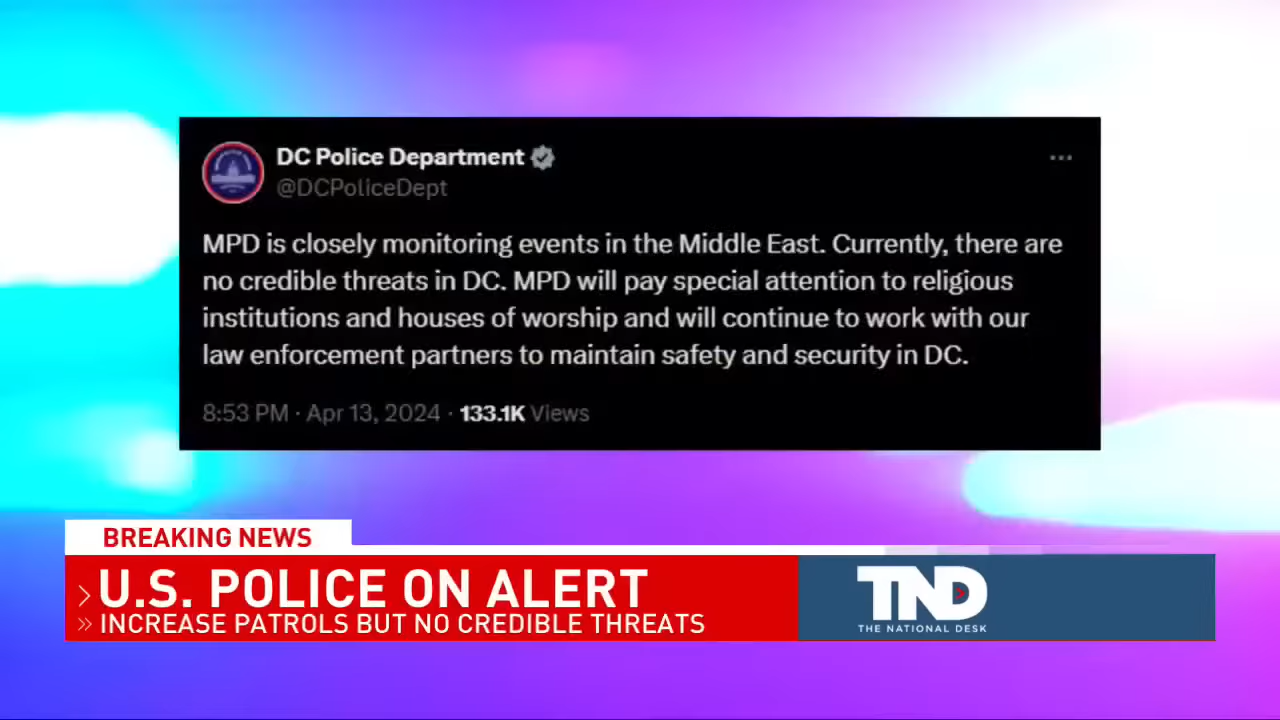 DC Police Department
@DCPoliceDept
MPD is closely monitoring events in the Middle East. Currently, there are
no credible threats in DC. MPD will pay special attention to religious
institutions and houses of worship and will continue to work with our
law enforcement partners to maintain safety and security in DC.
8:53 PM · Apr 13, 2024 · 133.1K Views
BREAKING NEWS
U.S. POLICE ON ALERT
INCREASE PATROLS BUT NO CREDIBLE THREATS
TND
THE NATIONAL DESK